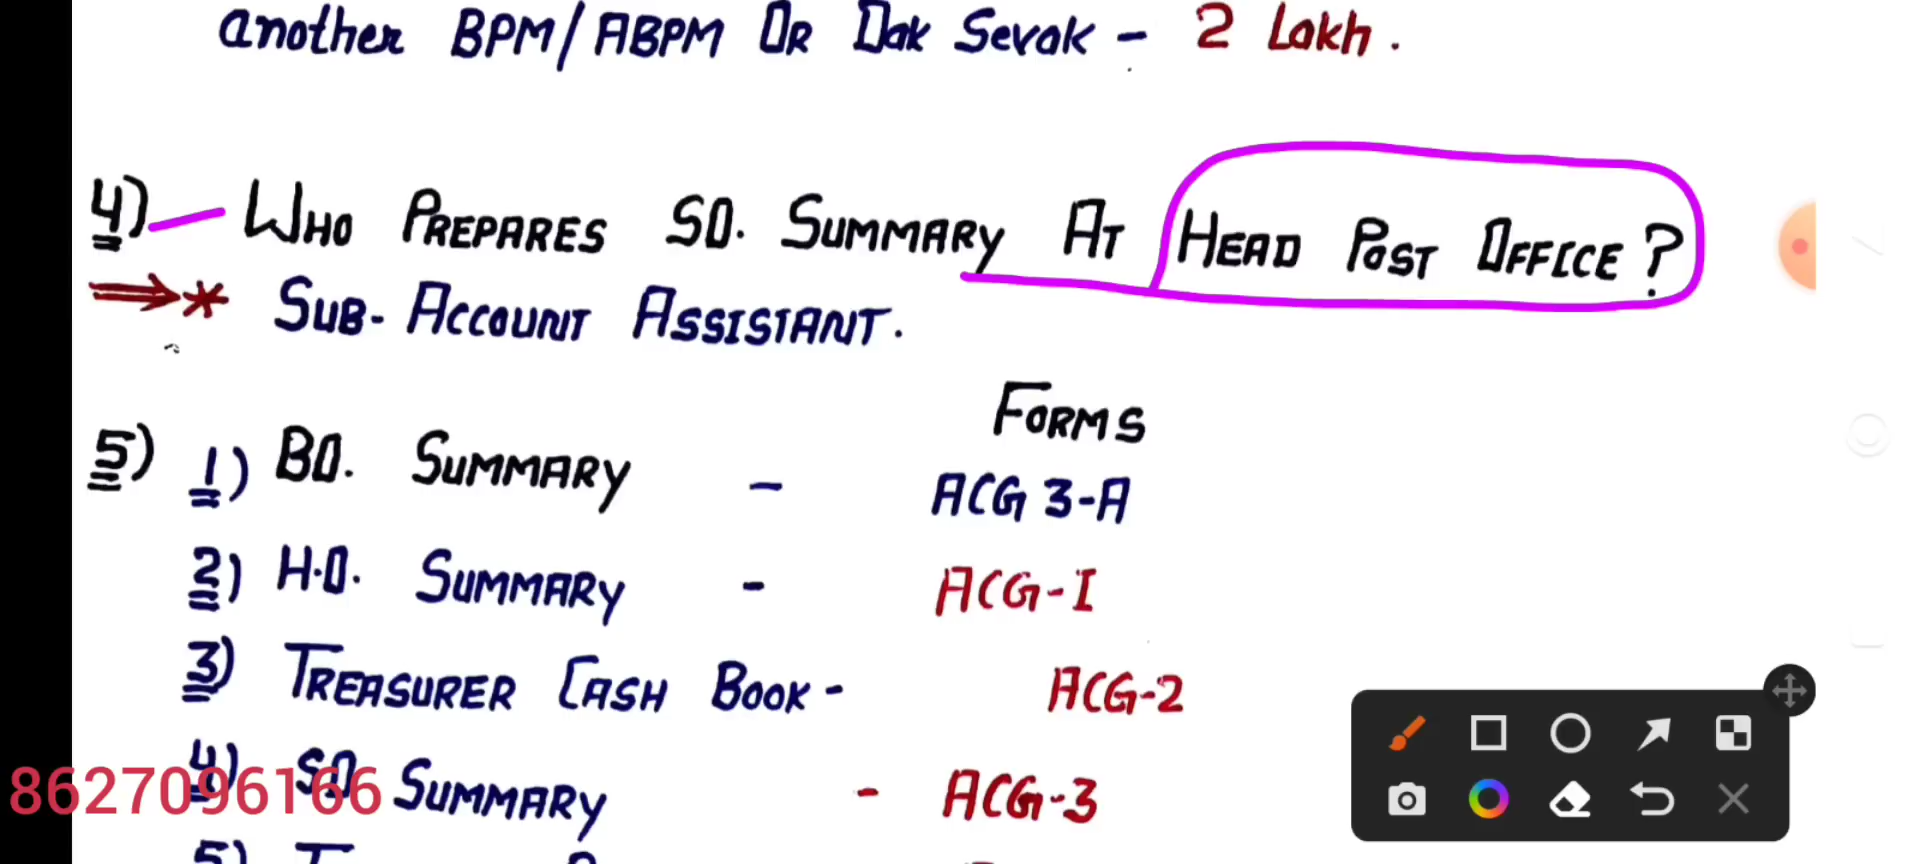 another BPM/ABPM OR Dak Sevak - 2 Lakh.
4) WHO PREPARES SO. SUMMARY AT HEAD POST OFFICE?
* SUB-ACCOUNT ASSISTANT.
FORMS
5) 1) BO. SUMMARY - ACG 3-A
2) H.O. SUMMARY - ACG-I
3) TREASURER CASH BOOK - ACG-2
4) SO SUMMARY - ACG-3
8627096166
5)